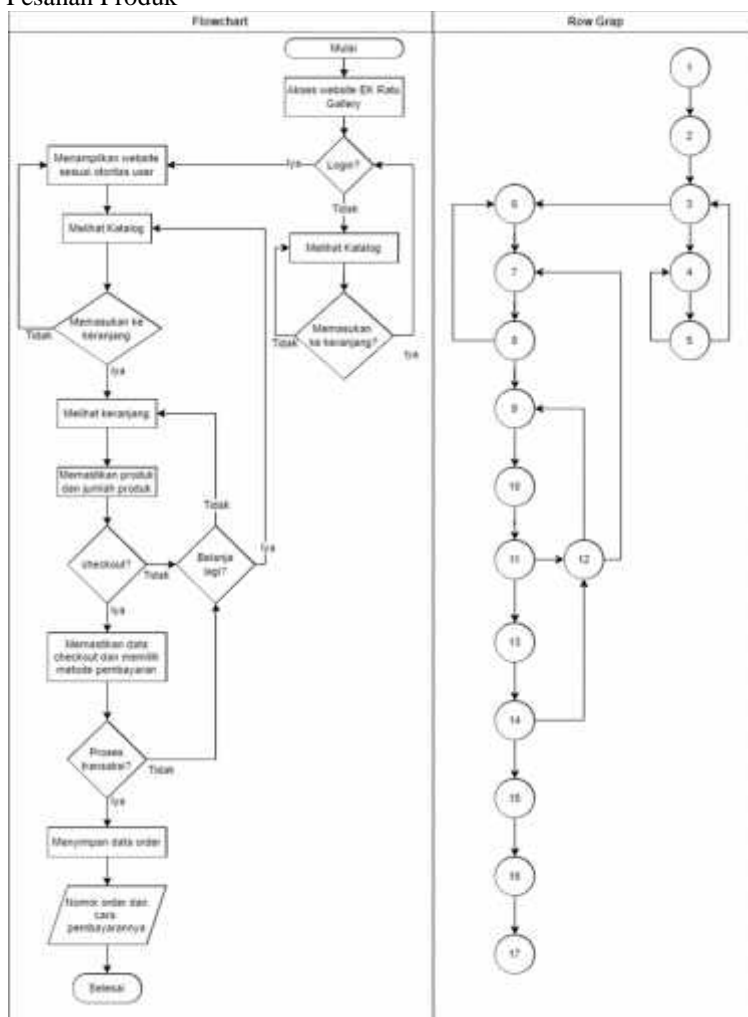 Pesanan Produk
Flowchart
Row Grap
Mulai
Akses website EK Ratu
Gallery
Login?
Iya
Tidak
Menampilkan website
sesuai otoritas user
Melihat Katalog
Melihat Katalog
Memasukan ke
keranjang
Tidak
Iya
Memasukan
ke keranjang?
Tidak
Iya
Melihat keranjang
Memastikan produk
dan jumlah produk
Tidak
checkout?
Tidak
Belanja
lagi?
Iya
Iya
Memastikan data
checkout dan memilih
metode pembayaran
Proses
transaksi?
Tidak
Iya
Menyimpan data order
Nomor order dan
cara
pembayarannya
Selesai
1
2
3
4
5
6
7
8
9
10
11
12
13
14
15
16
17